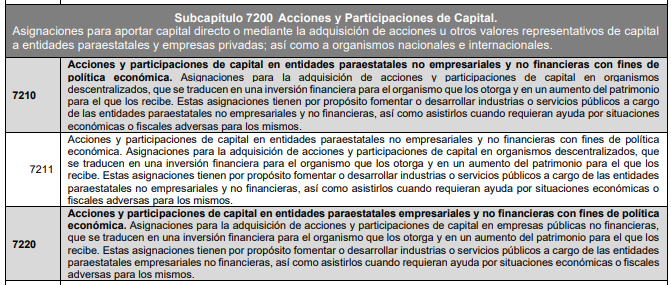 Subcapítulo 7200 Acciones y Participaciones de Capital.
Asignaciones para aportar capital directo o mediante la adquisición de acciones u otros valores representativos de capital
a entidades paraestatales y empresas privadas; así como a organismos nacionales e internacionales.
Acciones y participaciones de capital en entidades paraestatales no empresariales y no financieras con fines de
política económica. Asignaciones para la adquisición de acciones y participaciones de capital en organismos
7210 descentralizados, que se traducen en una inversión financiera para el organismo que los otorga y en un aumento del patrimonio
para el que los recibe. Estas asignaciones tienen por propósito fomentar o desarrollar industrias o servicios públicos a cargo
de las entidades paraestatales no empresariales y no financieras, así como asistirlos cuando requieran ayuda por situaciones
económicas o fiscales adversas para los mismos.
Acciones y participaciones de capital en entidades paraestatales no empresariales y no financieras con fines de política
económica. Asignaciones para la adquisición de acciones y participaciones de capital en organismos descentralizados, que
7211 se traducen en una inversión financiera para el organismo que los otorga y en un aumento del patrimonio para el que los
recibe. Estas asignaciones tienen por propósito fomentar o desarrollar industrias o servicios públicos a cargo de las entidades
paraestatales no empresariales y no financieras, así como asistirlos cuando requieran ayuda por situaciones económicas o
fiscales adversas para los mismos.
Acciones y participaciones de capital en entidades paraestatales empresariales y no financieras con fines de política
económica. Asignaciones para la adquisición de acciones y participaciones de capital en empresas públicas no financieras,
7220 que se traducen en una inversión financiera para el organismo que los otorga y en un aumento del patrimonio para el que los
recibe. Estas asignaciones tienen por propósito fomentar o desarrollar industrias o servicios públicos a cargo de las entidades
paraestatales empresariales no financieras, así como asistirlos cuando requieran ayuda por situaciones económicas o fiscales
adversas para los mismos.